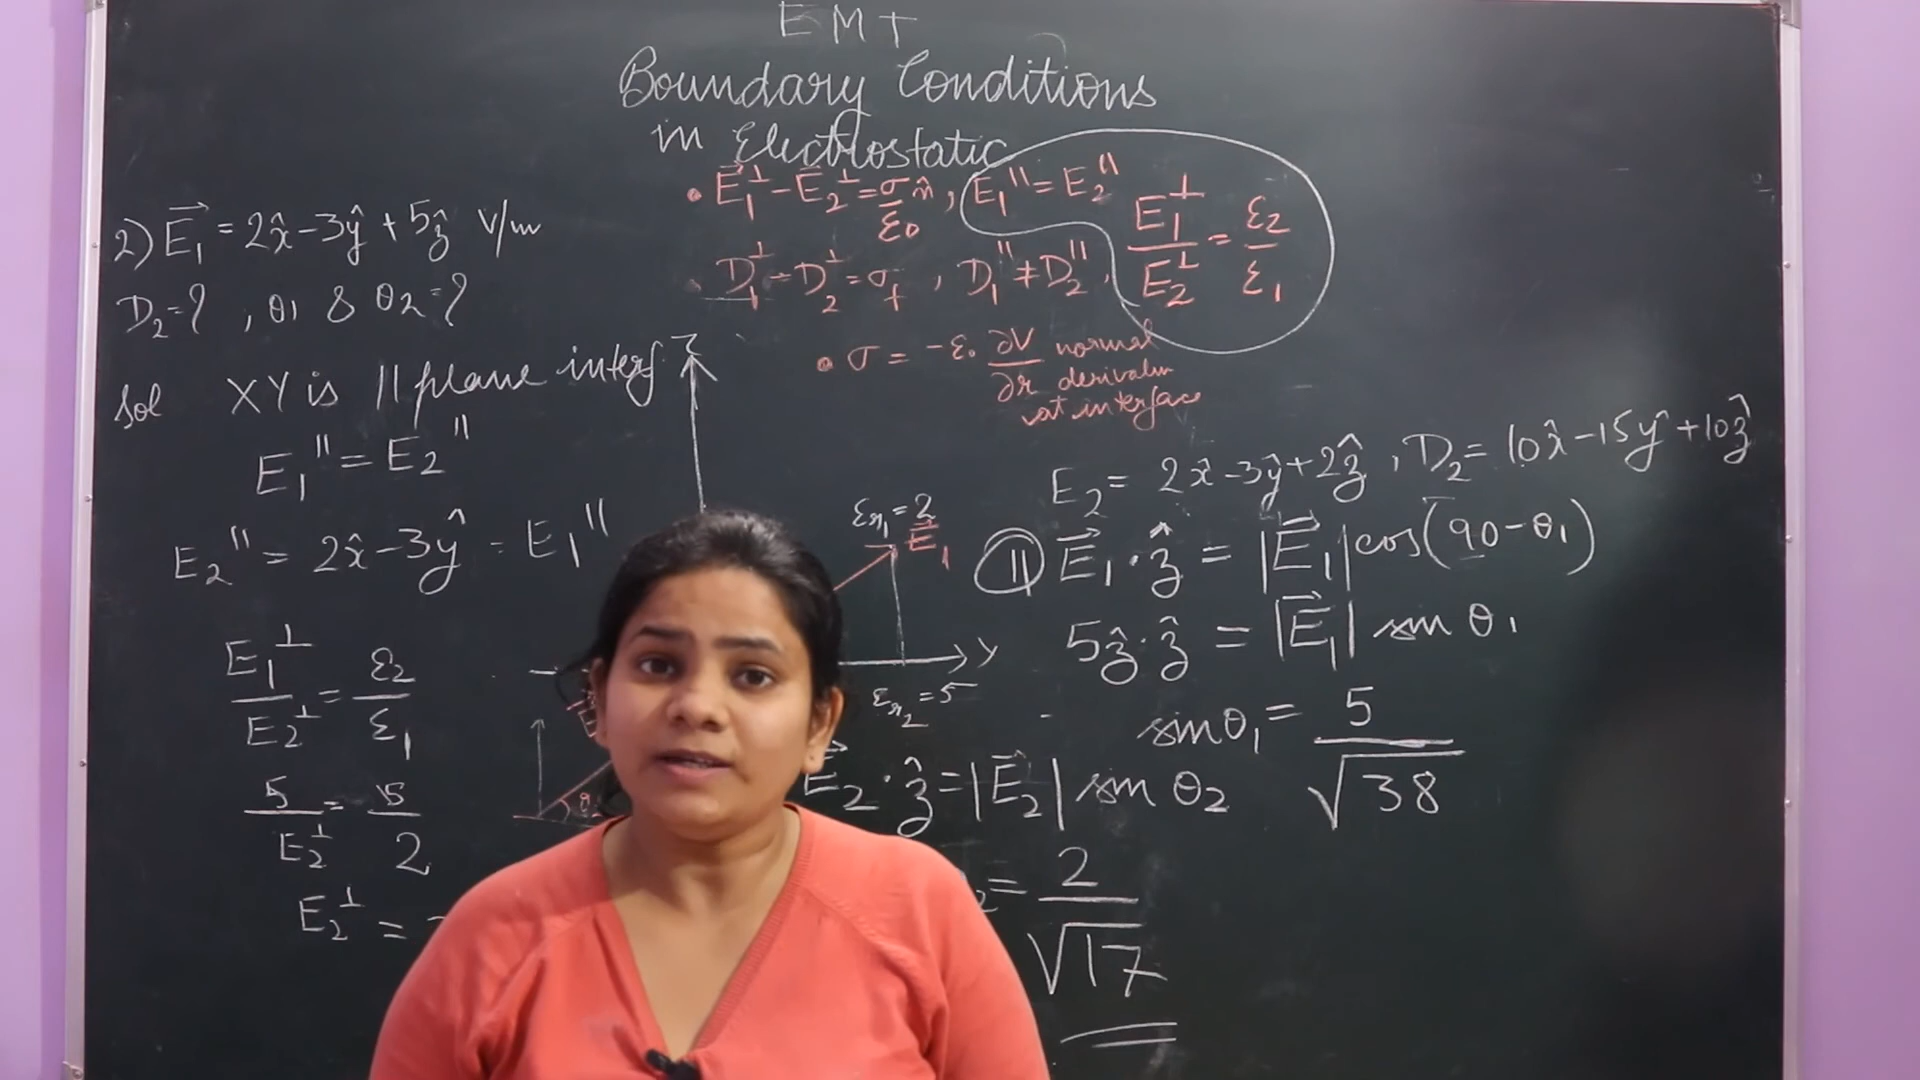 EMT
Boundary Conditions
in Electrostatic
• E₁⊥ − E₂⊥ = σ/ε₀ n̂, E₁" = E₂"
E₁⊥/E₂⊥ = ε₂/ε₁
D₁⊥ − D₂⊥ = σf, D₁" ≠ D₂",
• σ = −ε₀ ∂V/∂r normal
at interface
2) E₁ = 2x̂ − 3ŷ + 5ẑ V/m
D₂ = ?, θ₁ & θ₂ = ?
Sol XY is || plane interf.
E₁" = E₂"
E₂" = 2x̂ − 3ŷ = E₁"
E₁⊥/E₂⊥ = ε₂/ε₁
5/E₂⊥ = 5/2
E₂⊥ =
Z
εr₁ = 2
E₁
Y
εr₂ = 5
θ
E₂ = 2x̂ − 3ŷ + 2ẑ, D₂ = 10x̂ − 15ŷ + 10ẑ
II E₁ · ẑ = |E₁| cos(90 − θ₁)
5ẑ · ẑ = |E₁| sin θ₁
sin θ₁ = 5/√38
E₂ · ẑ = |E₂| sin θ₂
₂ = 2/√17